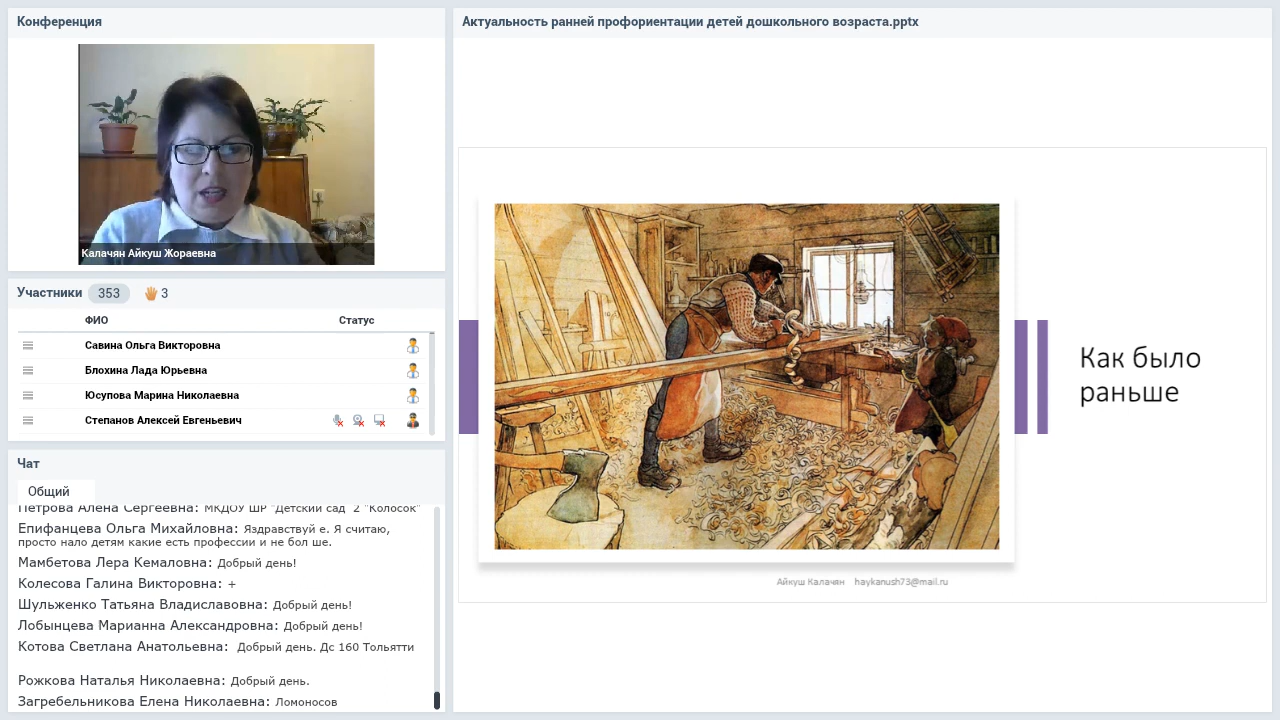 Конференция
Калачян Айкуш Жораевна
Участники 353 3
ФИО Статус
Савина Ольга Викторовна
Блохина Лада Юрьевна
Юсупова Марина Николаевна
Степанов Алексей Евгеньевич
Чат
Общий
Петрова Алена Сергеевна: МКДОУ ШР "Детский сад 2 "Колосок"
Епифанцева Ольга Михайловна: Яздравствуй е. Я считаю,
просто нало детям какие есть профессии и не бол ше.
Мамбетова Лера Кемаловна: Добрый день!
Колесова Галина Викторовна: +
Шульженко Татьяна Владиславовна: Добрый день!
Лобынцева Марианна Александровна: Добрый день!
Котова Светлана Анатольевна: Добрый день. Дс 160 Тольятти
Рожкова Наталья Николаевна: Добрый день.
Загребельникова Елена Николаевна: Ломоносов
Актуальность ранней профориентации детей дошкольного возраста.pptx
Как было
раньше
Айкуш Калачян haykanush73@mail.ru